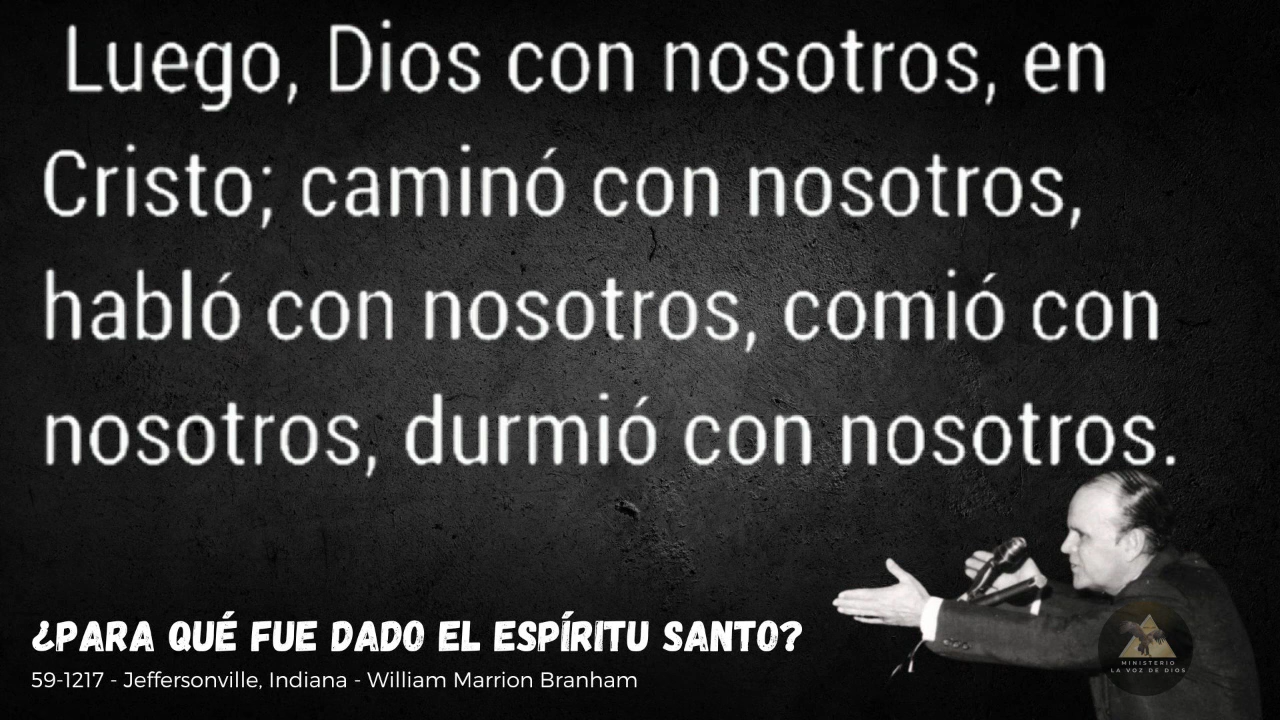 Luego, Dios con nosotros, en
Cristo; caminó con nosotros,
habló con nosotros, comió con
nosotros, durmió con nosotros.
¿PARA QUÉ FUE DADO EL ESPÍRITU SANTO?
59-1217 - Jeffersonville, Indiana - William Marrion Branham
MINISTERIO
LA VOZ DE DIOS